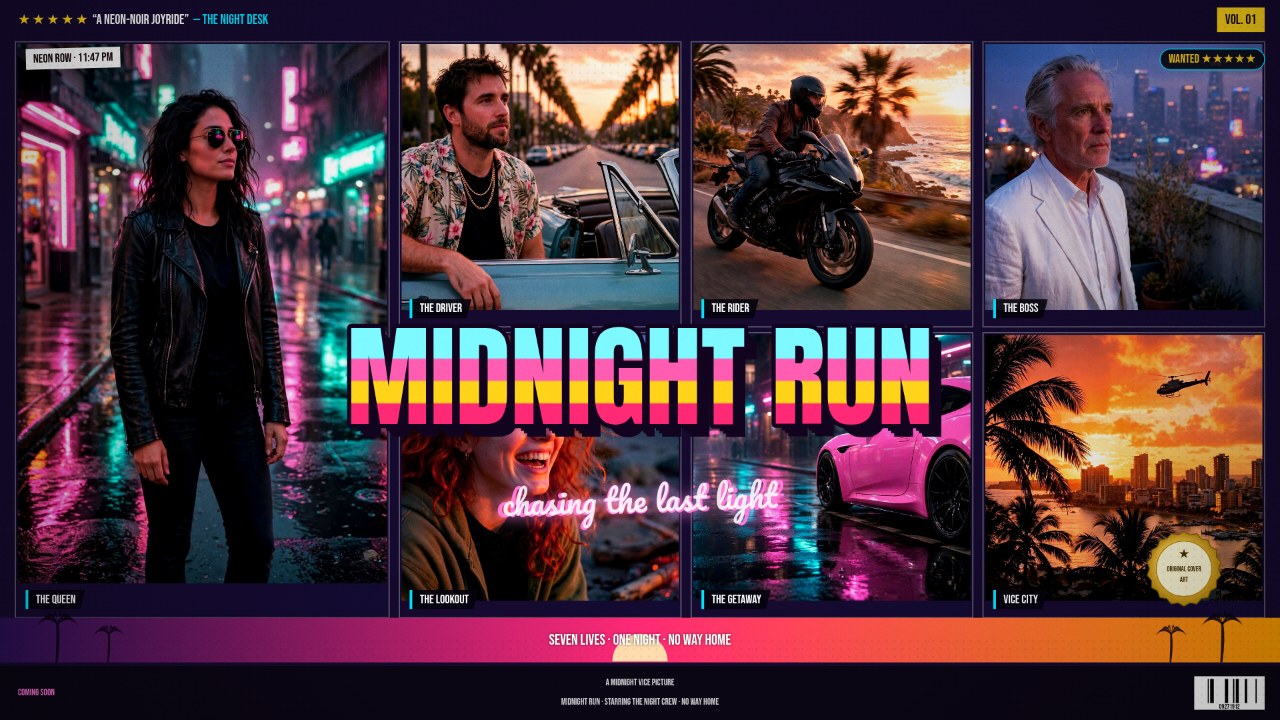 ★★★★★ "A NEON-NOIR JOYRIDE" — THE NIGHT DESK
VOL. 01
NEON ROW · 11:47 PM
WANTED ★★★★★
THE DRIVER
THE RIDER
THE BOSS
MIDNIGHT RUN
chasing the last light
THE QUEEN
THE LOOKOUT
THE GETAWAY
VICE CITY
★
ORIGINAL COVER
ART
SEVEN LIVES · ONE NIGHT · NO WAY HOME
COMING SOON
A MIDNIGHT VICE PICTURE
MIDNIGHT RUN · STARRING THE NIGHT CREW · NO WAY HOME